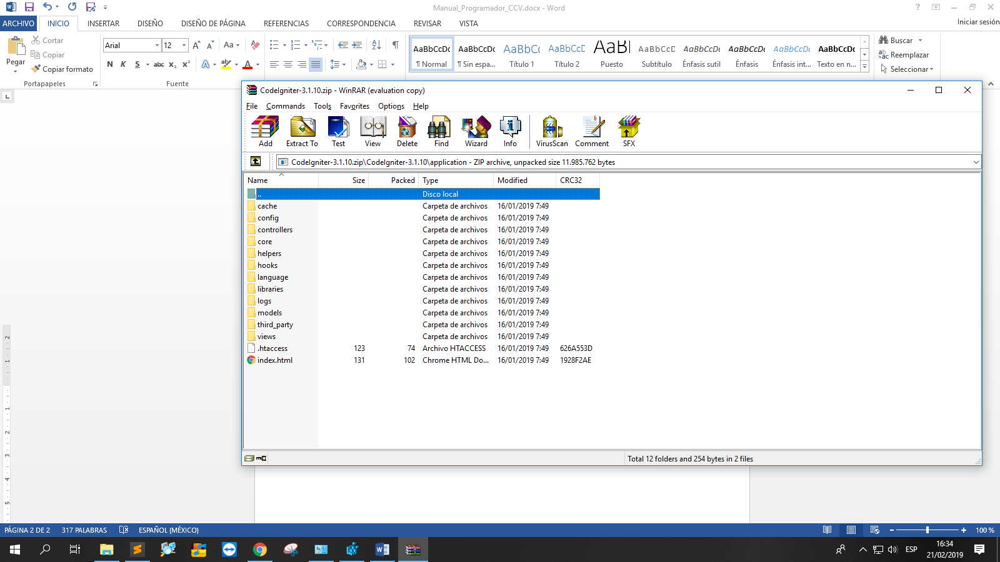 Manual_Programador_CCV.docx - Word
ARCHIVO INICIO INSERTAR DISEÑO DISEÑO DE PÁGINA REFERENCIAS CORRESPONDENCIA REVISAR VISTA Iniciar sesión
Pegar
Cortar
Copiar
Copiar formato
Portapapeles
Arial 12
N K S abc x₂ x²
Fuente
AaBbCcDc AaBbCcDc AaBbCc AaBbCcD AaBl AaBbCcD AaBbCcDc AaBbCcDc AaBbCcDc AaBbCcDc
¶ Normal ¶ Sin espa... Título 1 Título 2 Puesto Subtítulo Énfasis sutil Énfasis Énfasis int... Texto en n...
Buscar
Reemplazar
Seleccionar
CodeIgniter-3.1.10.zip - WinRAR (evaluation copy)
File Commands Tools Favorites Options Help
Add Extract To Test View Delete Find Wizard Info VirusScan Comment SFX
CodeIgniter-3.1.10.zip\CodeIgniter-3.1.10\application - ZIP archive, unpacked size 11.985.762 bytes
Name Size Packed Type Modified CRC32
.. Disco local
cache Carpeta de archivos 16/01/2019 7:49
config Carpeta de archivos 16/01/2019 7:49
controllers Carpeta de archivos 16/01/2019 7:49
core Carpeta de archivos 16/01/2019 7:49
helpers Carpeta de archivos 16/01/2019 7:49
hooks Carpeta de archivos 16/01/2019 7:49
language Carpeta de archivos 16/01/2019 7:49
libraries Carpeta de archivos 16/01/2019 7:49
logs Carpeta de archivos 16/01/2019 7:49
models Carpeta de archivos 16/01/2019 7:49
third_party Carpeta de archivos 16/01/2019 7:49
views Carpeta de archivos 16/01/2019 7:49
.htaccess 123 74 Archivo HTACCESS 16/01/2019 7:49 626A553D
index.html 131 102 Chrome HTML Do... 16/01/2019 7:49 1928F2AE
Total 12 folders and 254 bytes in 2 files
PÁGINA 2 DE 2 317 PALABRAS ESPAÑOL (MÉXICO) 100 %
ESP
16:34
21/02/2019